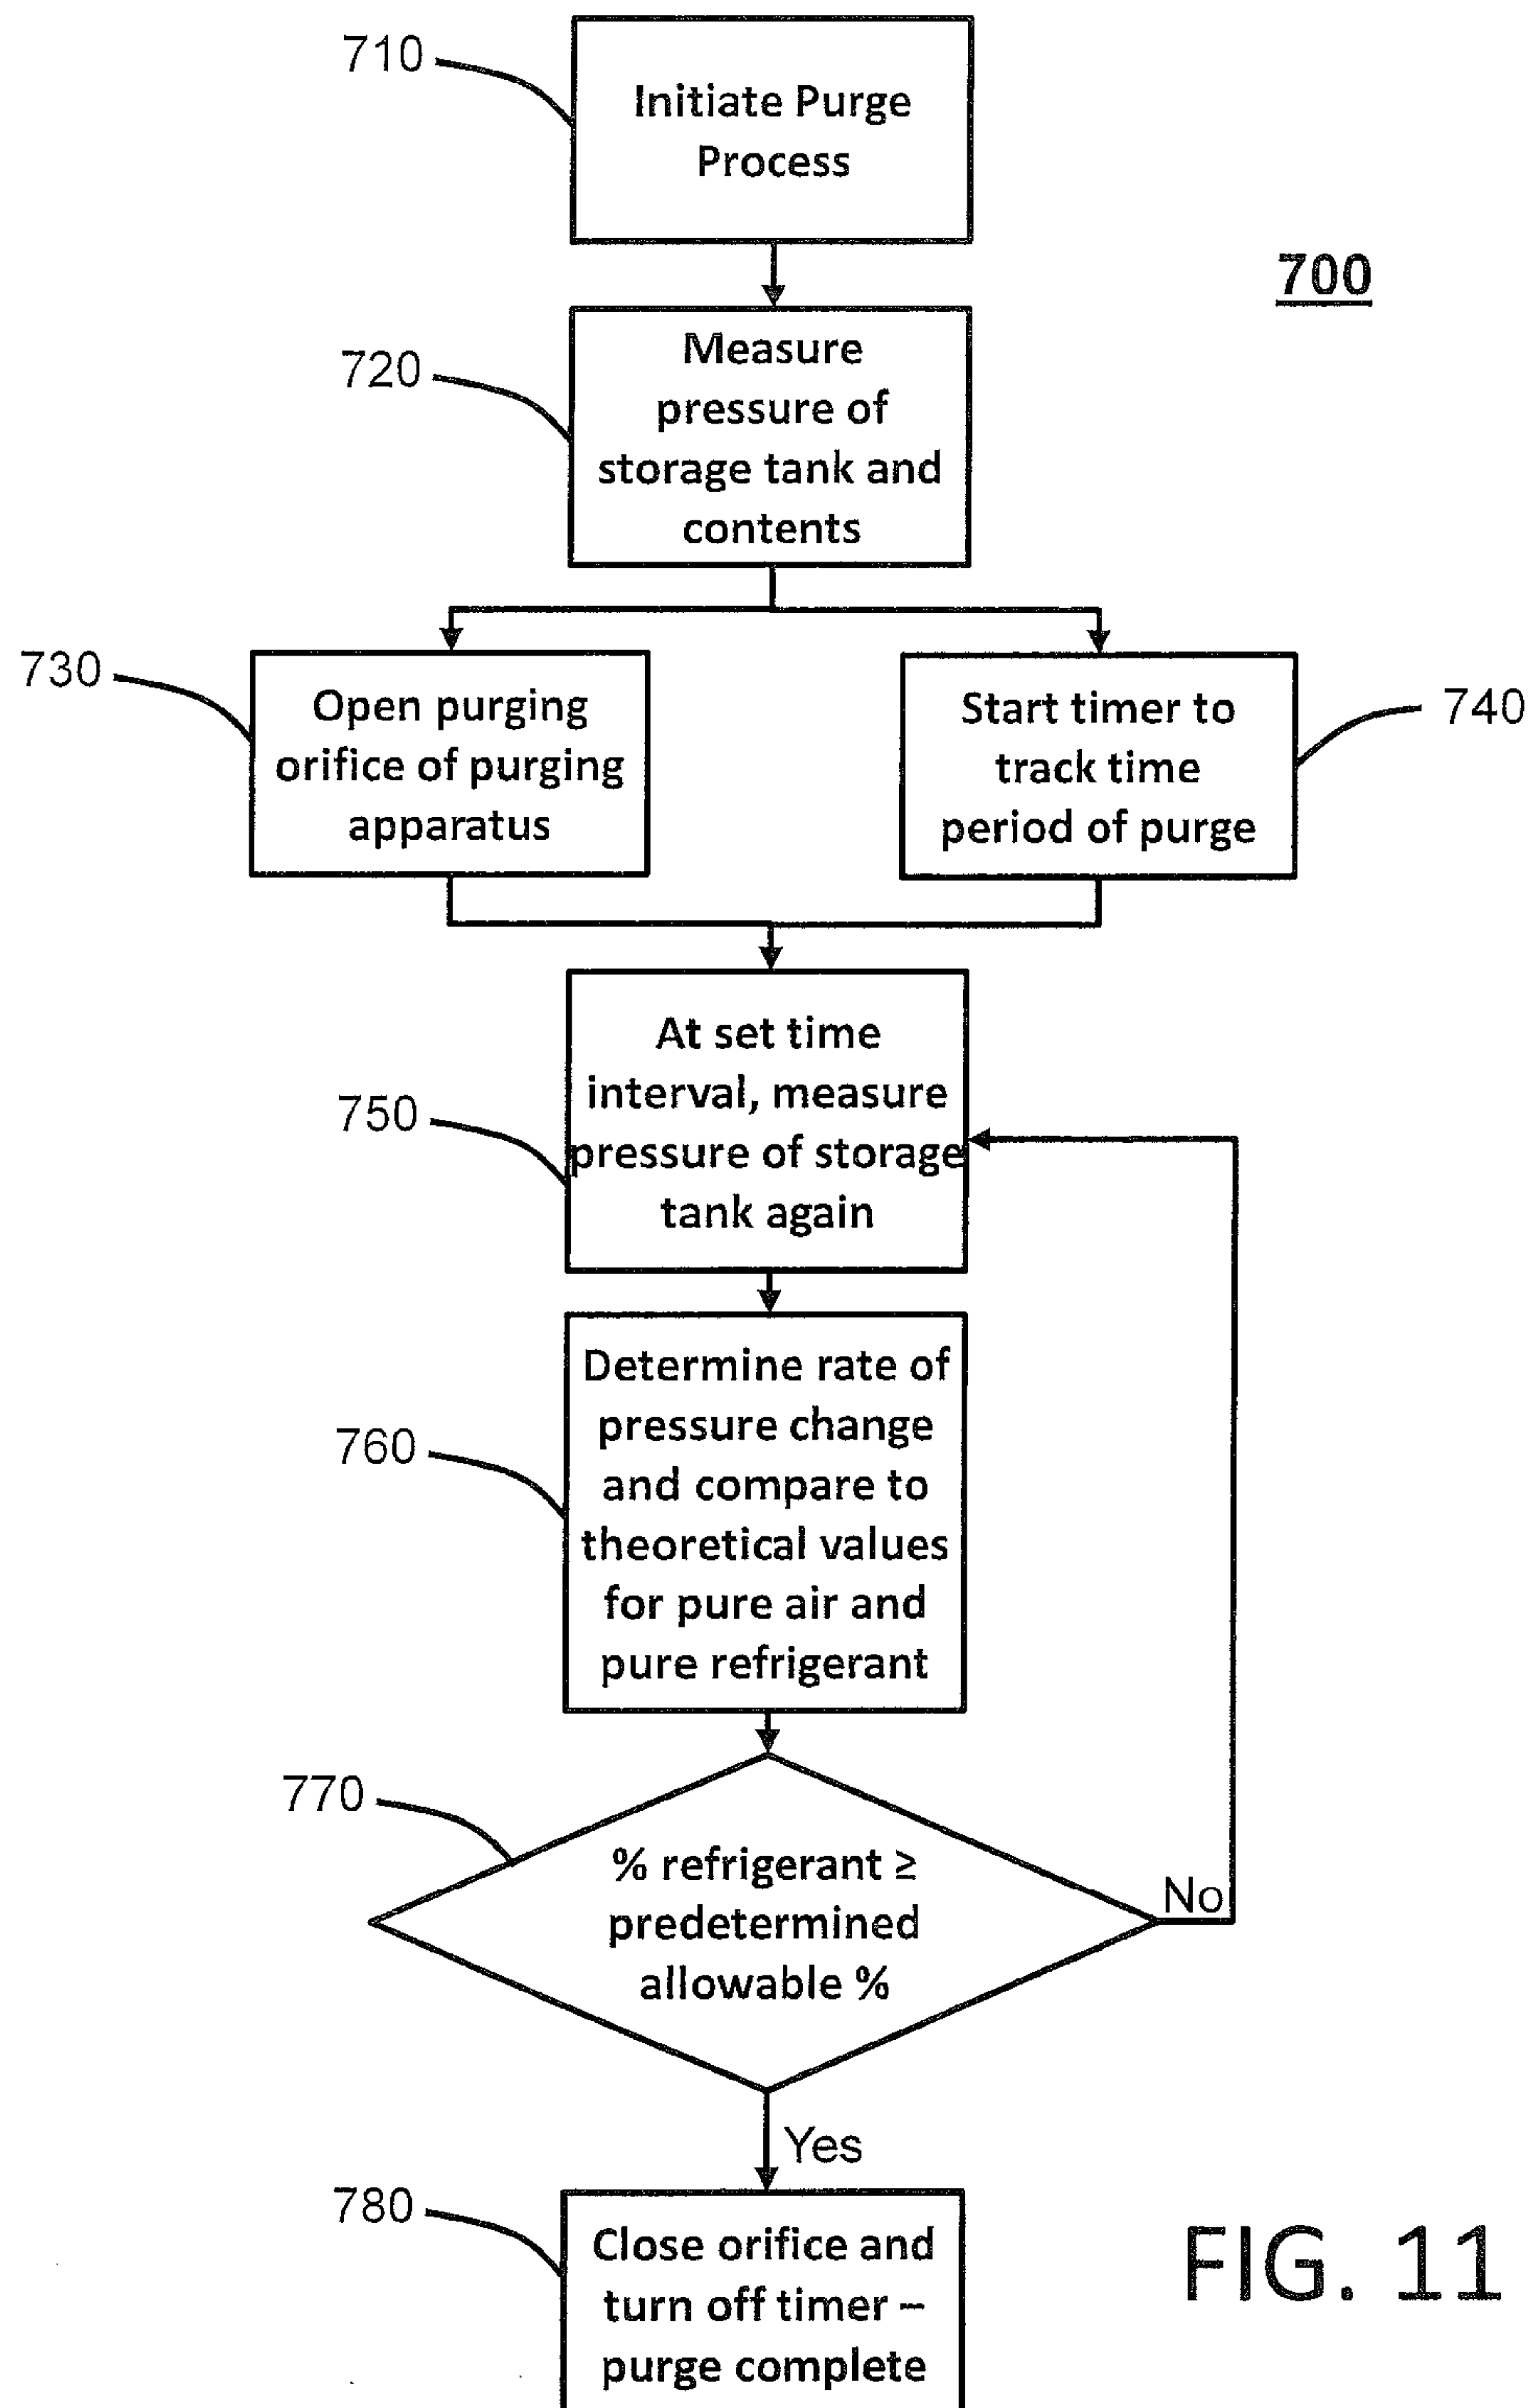 710
Initiate Purge
Process
700
720
Measure
pressure of
storage tank and
contents
730
Open purging
orifice of purging
apparatus
Start timer to
track time
period of purge
740
750
At set time
interval, measure
pressure of storage
tank again
760
Determine rate of
pressure change
and compare to
theoretical values
for pure air and
pure refrigerant
770
% refrigerant ≥
predetermined
allowable %
No
Yes
780
Close orifice and
turn off timer –
purge complete
FIG. 11